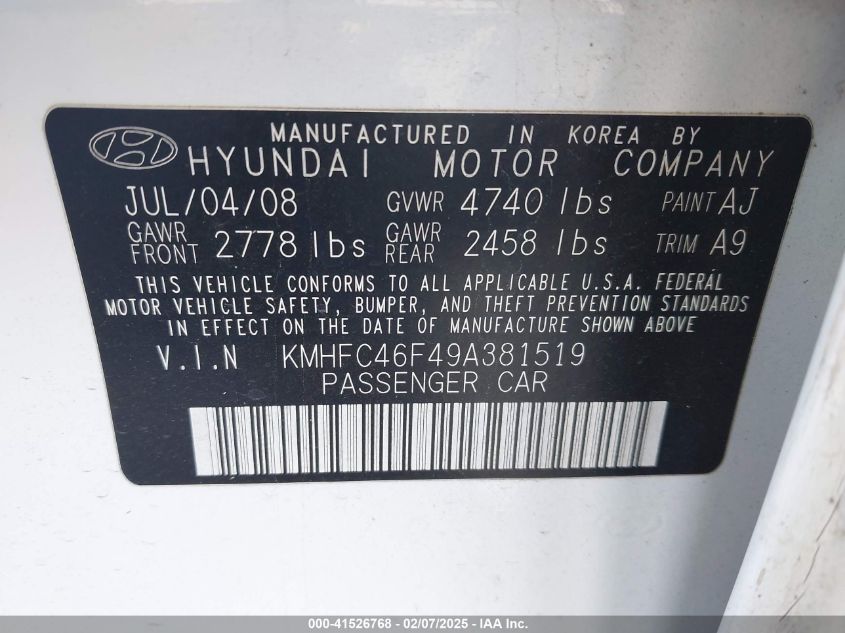 MANUFACTURED IN KOREA BY
HYUNDAI MOTOR COMPANY
JUL/04/08 GVWR 4740 lbs PAINT AJ
GAWR FRONT 2778 lbs GAWR REAR 2458 lbs TRIM A9
THIS VEHICLE CONFORMS TO ALL APPLICABLE U.S.A. FEDERAL
MOTOR VEHICLE SAFETY, BUMPER, AND THEFT PREVENTION STANDARDS
IN EFFECT ON THE DATE OF MANUFACTURE SHOWN ABOVE
V.I.N KMHFC46F49A381519
PASSENGER CAR
000-41526768 - 02/07/2025 - IAA Inc.